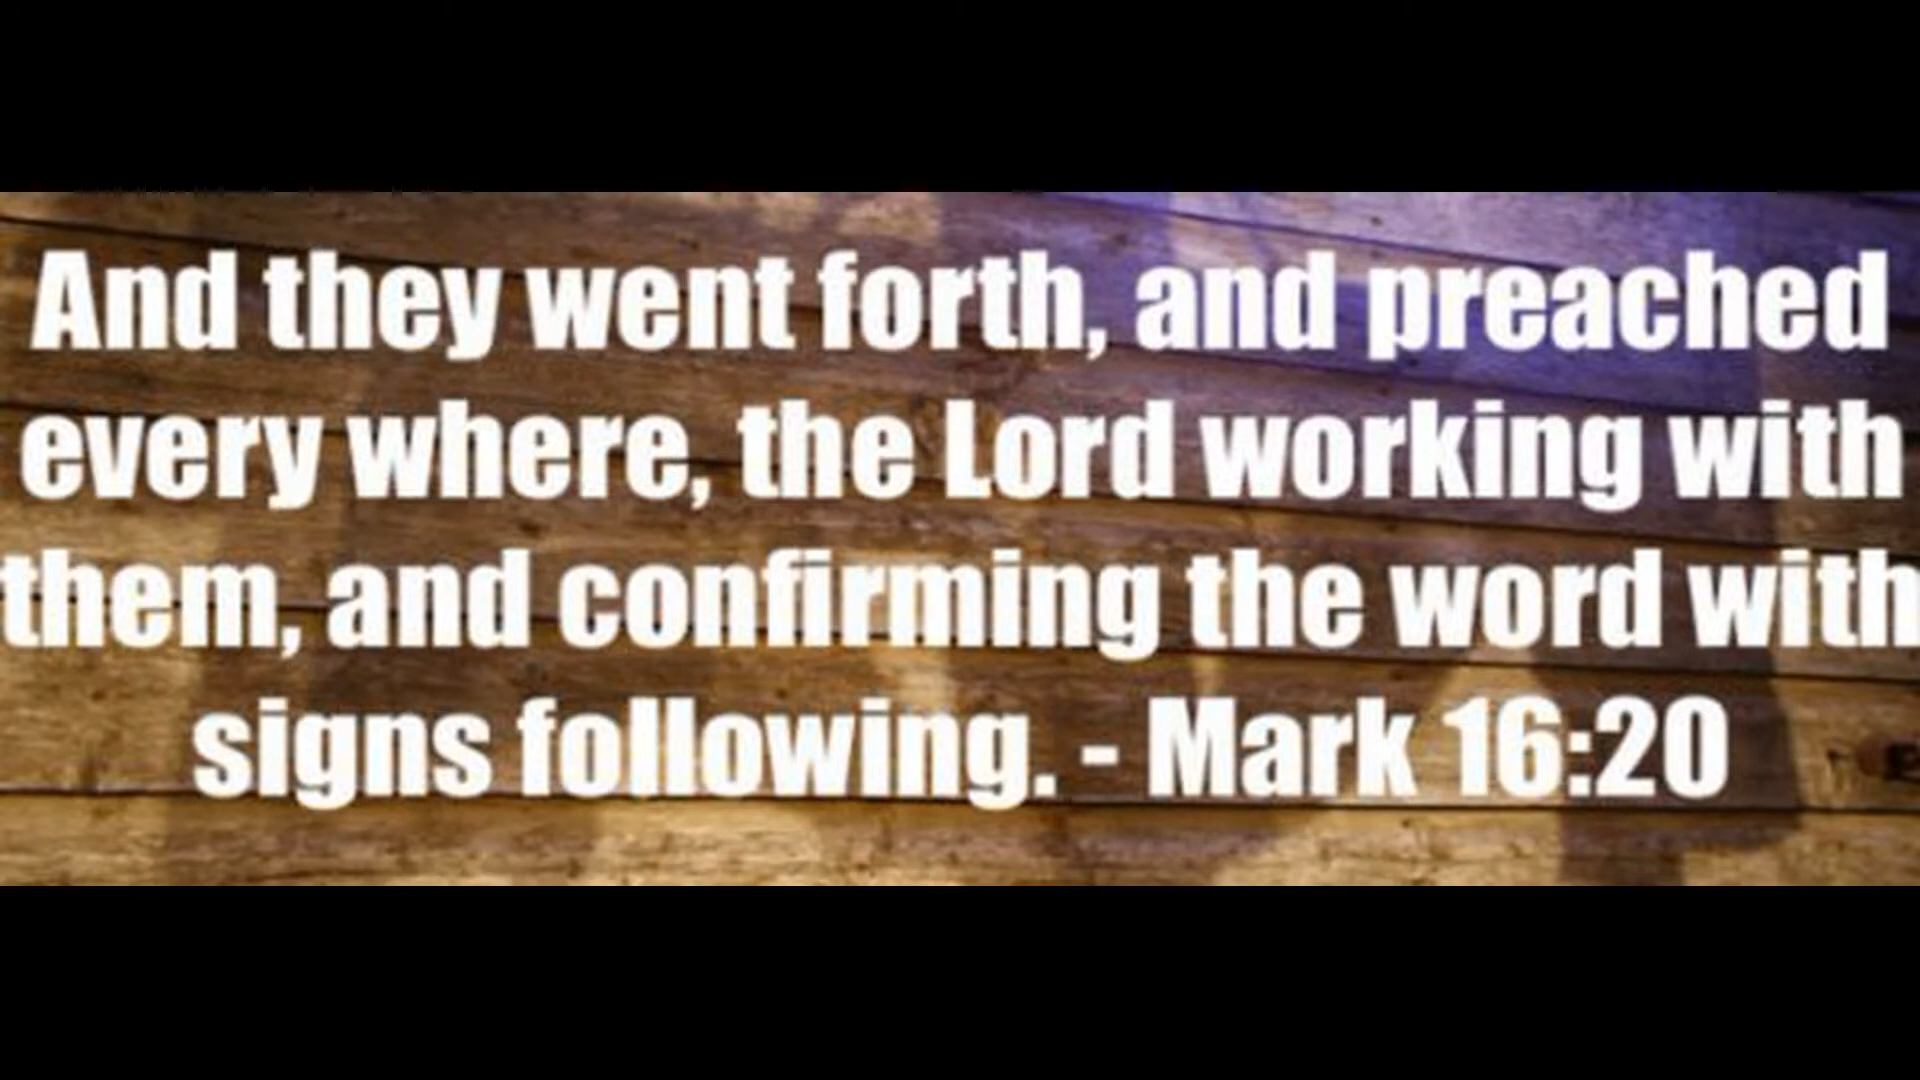 And they went forth, and preached
every where, the Lord working with
them, and confirming the word with
signs following. - Mark 16:20